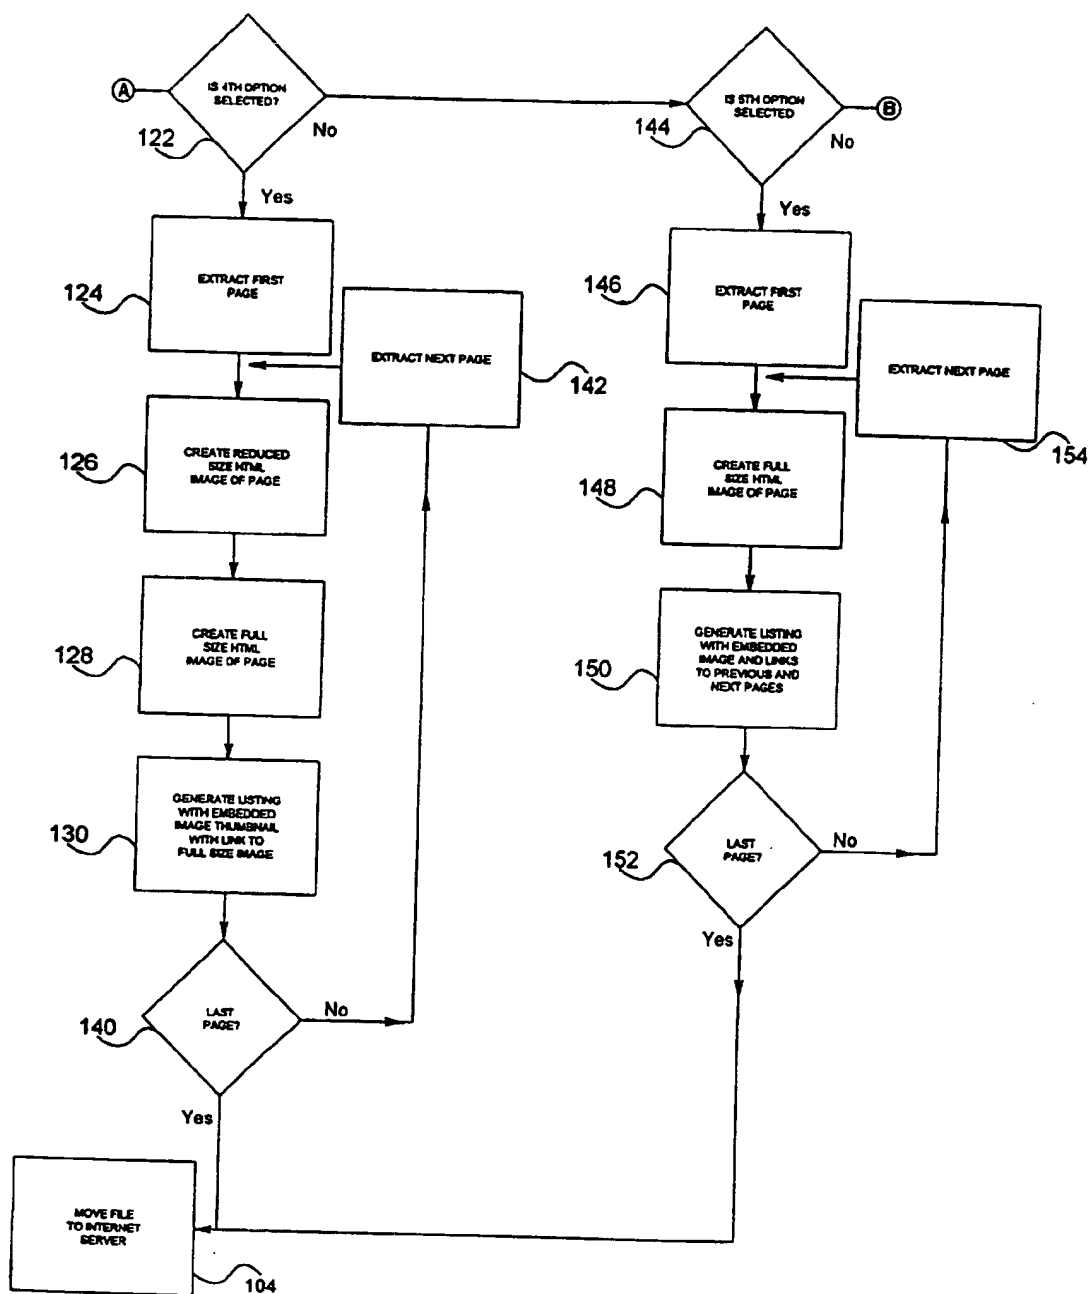 IS 4TH OPTION
SELECTED?
A
122
No
Yes
IS 5TH OPTION
SELECTED
B
144
No
Yes
EXTRACT FIRST
PAGE
124
EXTRACT NEXT PAGE
142
CREATE REDUCED
SIZE HTML
IMAGE OF PAGE
126
CREATE FULL
SIZE HTML
IMAGE OF PAGE
128
GENERATE LISTING
WITH EMBEDDED
IMAGE THUMBNAIL
WITH LINK TO
FULL SIZE IMAGE
130
LAST
PAGE?
140
No
Yes
EXTRACT FIRST
PAGE
146
EXTRACT NEXT PAGE
154
CREATE FULL
SIZE HTML
IMAGE OF PAGE
148
GENERATE LISTING
WITH EMBEDDED
IMAGE AND LINKS
TO PREVIOUS AND
NEXT PAGES
150
LAST
PAGE?
152
No
Yes
MOVE FILE
TO INTERNET
SERVER
104